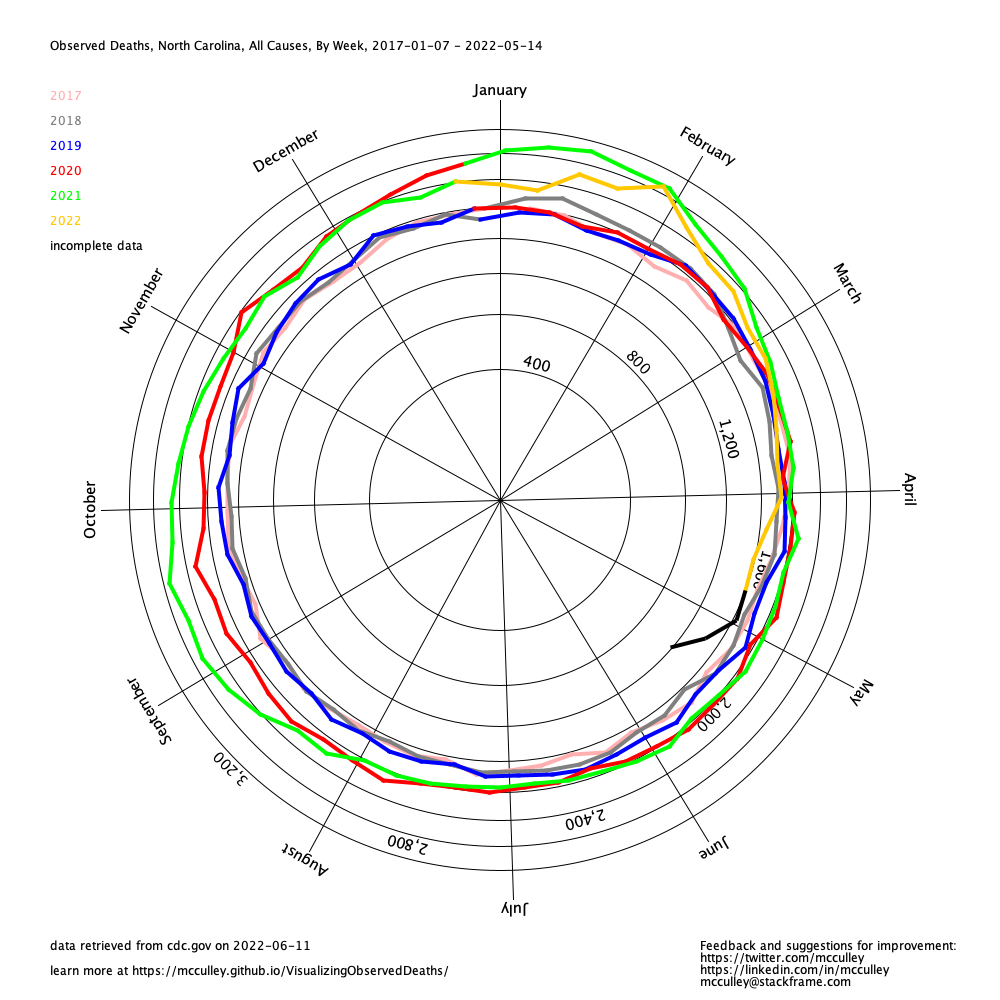 Observed Deaths, North Carolina, All Causes, By Week, 2017-01-07 - 2022-05-14
2017
2018
2019
2020
2021
2022
incomplete data
January
February
March
April
May
June
July
August
September
October
November
December
400
800
1,200
1,600
2,000
2,400
2,800
3,200
data retrieved from cdc.gov on 2022-06-11
learn more at https://mcculley.github.io/VisualizingObservedDeaths/
Feedback and suggestions for improvement:
https://twitter.com/mcculley
https://linkedin.com/in/mcculley
mcculley@stackframe.com